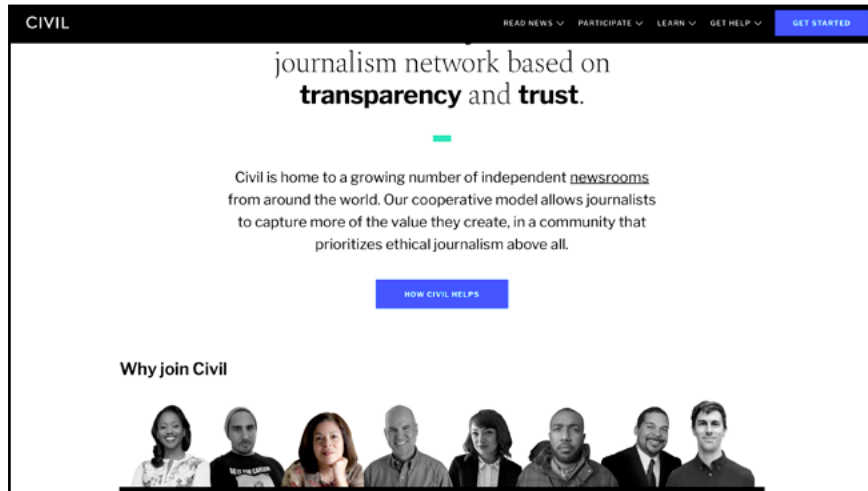 CIVIL
READ NEWS PARTICIPATE LEARN GET HELP GET STARTED
journalism network based on
transparency and trust.
Civil is home to a growing number of independent newsrooms
from around the world. Our cooperative model allows journalists
to capture more of the value they create, in a community that
prioritizes ethical journalism above all.
HOW CIVIL HELPS
Why join Civil